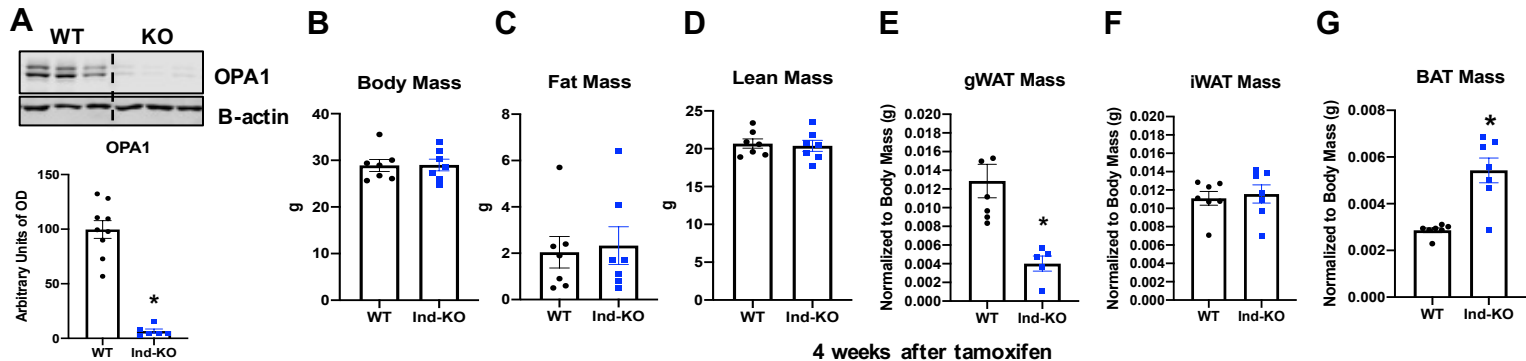 A
WT KO
OPA1
B-actin
OPA1
Arbitrary Units of OD
150
100
50
0
*
WT Ind-KO
B
Body Mass
g
40
30
20
10
0
WT Ind-KO
C
Fat Mass
g
8
6
4
2
0
WT Ind-KO
D
Lean Mass
g
25
20
15
10
5
0
WT Ind-KO
E
gWAT Mass
Normalized to Body Mass (g)
0.020
0.018
0.016
0.014
0.012
0.010
0.008
0.006
0.004
0.002
0.000
*
WT Ind-KO
F
iWAT Mass
Normalized to Body Mass (g)
0.020
0.018
0.016
0.014
0.012
0.010
0.008
0.006
0.004
0.002
0.000
WT Ind-KO
G
BAT Mass
Normalized to Body Mass (g)
0.008
0.006
0.004
0.002
0.000
*
WT Ind-KO
4 weeks after tamoxifen